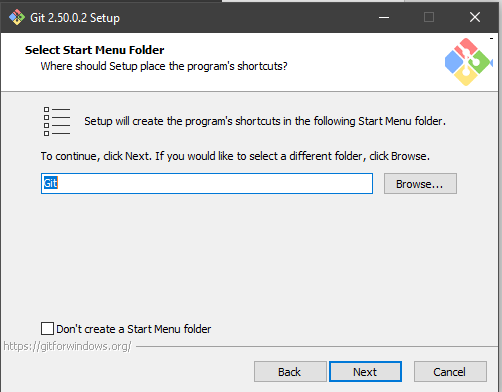 Git 2.50.0.2 Setup
Select Start Menu Folder
Where should Setup place the program's shortcuts?
Setup will create the program's shortcuts in the following Start Menu folder.
To continue, click Next. If you would like to select a different folder, click Browse.
Git
Browse...
Don't create a Start Menu folder
https://gitforwindows.org/
Back
Next
Cancel